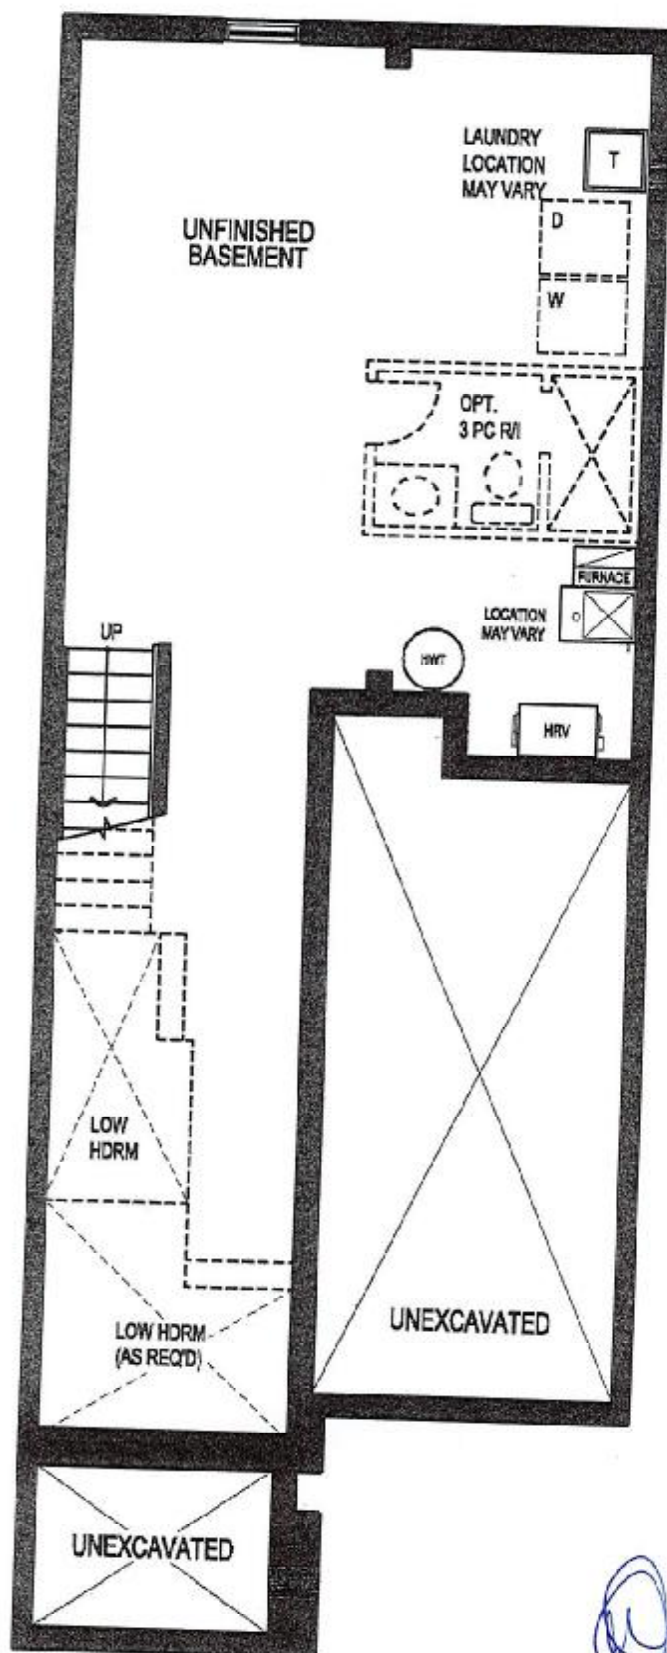 LAUNDRY
LOCATION
MAY VARY
T
UNFINISHED
BASEMENT
D
W
OPT.
3 PC R/I
FURNACE
LOCATION
MAY VARY
UP
HWT
HRV
LOW
HDRM
LOW HDRM
(AS REQ'D)
UNEXCAVATED
UNEXCAVATED